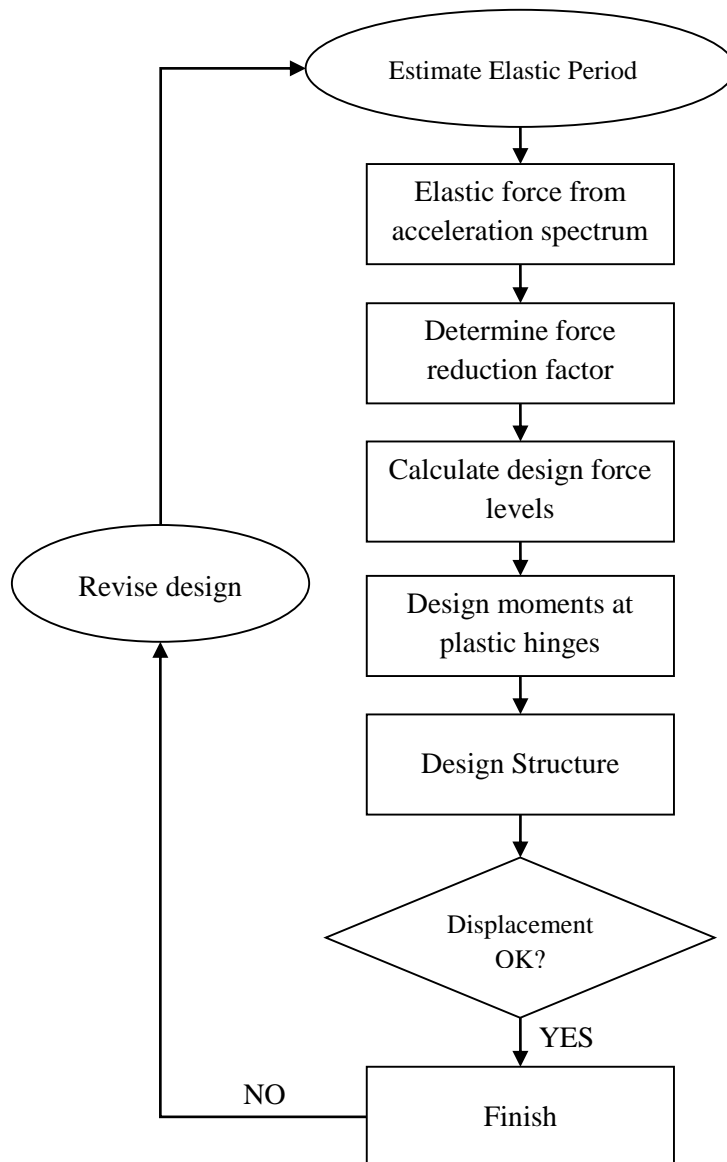 Estimate Elastic Period
Elastic force from
acceleration spectrum
Determine force
reduction factor
Calculate design force
levels
Revise design
Design moments at
plastic hinges
Design Structure
Displacement
OK?
YES
NO
Finish